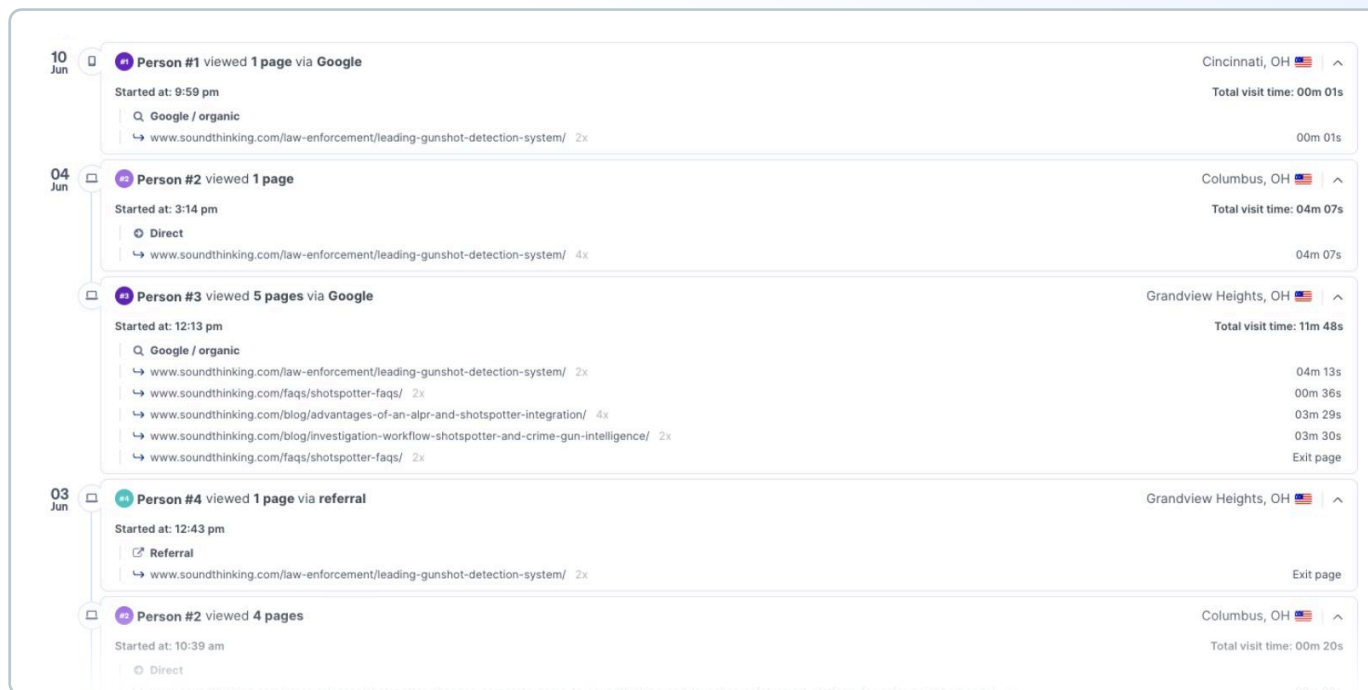 10
Jun
#1 Person #1 viewed 1 page via Google Cincinnati, OH
Started at: 9:59 pm Total visit time: 00m 01s
Google / organic
www.soundthinking.com/law-enforcement/leading-gunshot-detection-system/ 2x 00m 01s
04
Jun
#2 Person #2 viewed 1 page Columbus, OH
Started at: 3:14 pm Total visit time: 04m 07s
Direct
www.soundthinking.com/law-enforcement/leading-gunshot-detection-system/ 4x 04m 07s
#3 Person #3 viewed 5 pages via Google Grandview Heights, OH
Started at: 12:13 pm Total visit time: 11m 48s
Google / organic
www.soundthinking.com/law-enforcement/leading-gunshot-detection-system/ 2x 04m 13s
www.soundthinking.com/faqs/shotspotter-faqs/ 2x 00m 36s
www.soundthinking.com/blog/advantages-of-an-alpr-and-shotspotter-integration/ 4x 03m 29s
www.soundthinking.com/blog/investigation-workflow-shotspotter-and-crime-gun-intelligence/ 2x 03m 30s
www.soundthinking.com/faqs/shotspotter-faqs/ 2x Exit page
03
Jun
#4 Person #4 viewed 1 page via referral Grandview Heights, OH
Started at: 12:43 pm
Referral
www.soundthinking.com/law-enforcement/leading-gunshot-detection-system/ 2x Exit page
#2 Person #2 viewed 4 pages Columbus, OH
Started at: 10:39 am Total visit time: 00m 20s
Direct